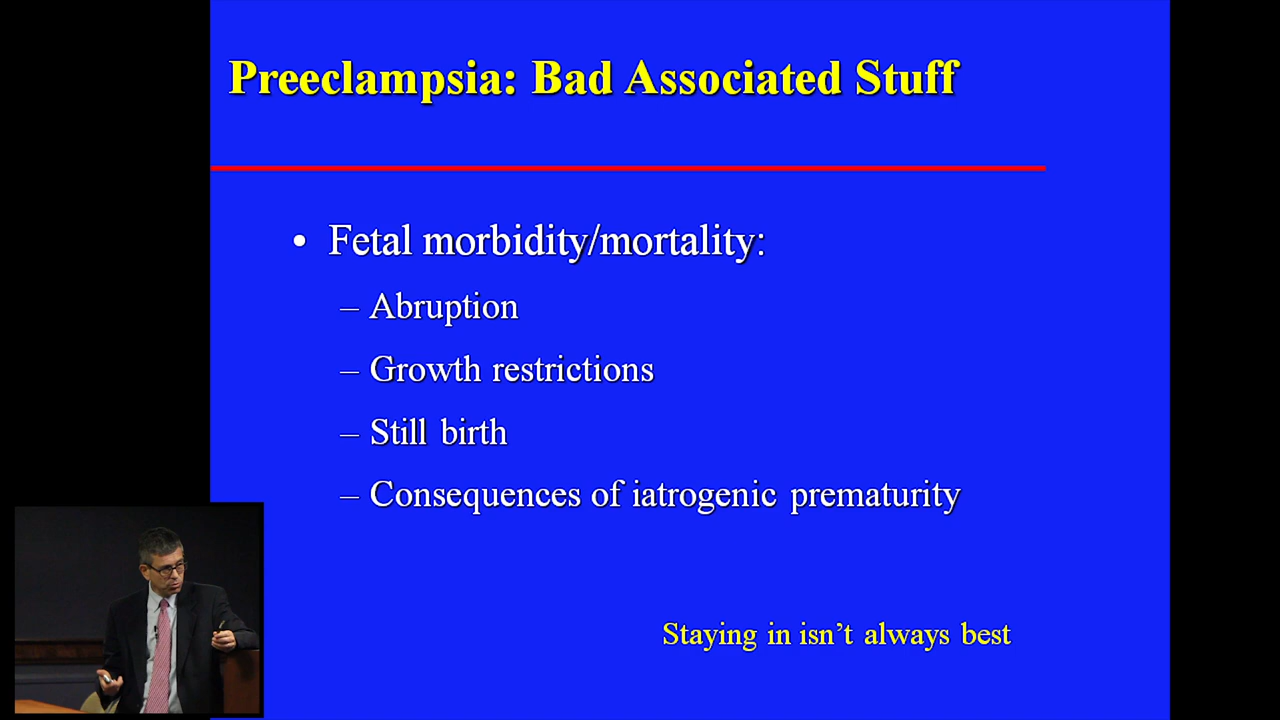 Preeclampsia: Bad Associated Stuff
• Fetal morbidity/mortality:
– Abruption
– Growth restrictions
– Still birth
– Consequences of iatrogenic prematurity
Staying in isn’t always best